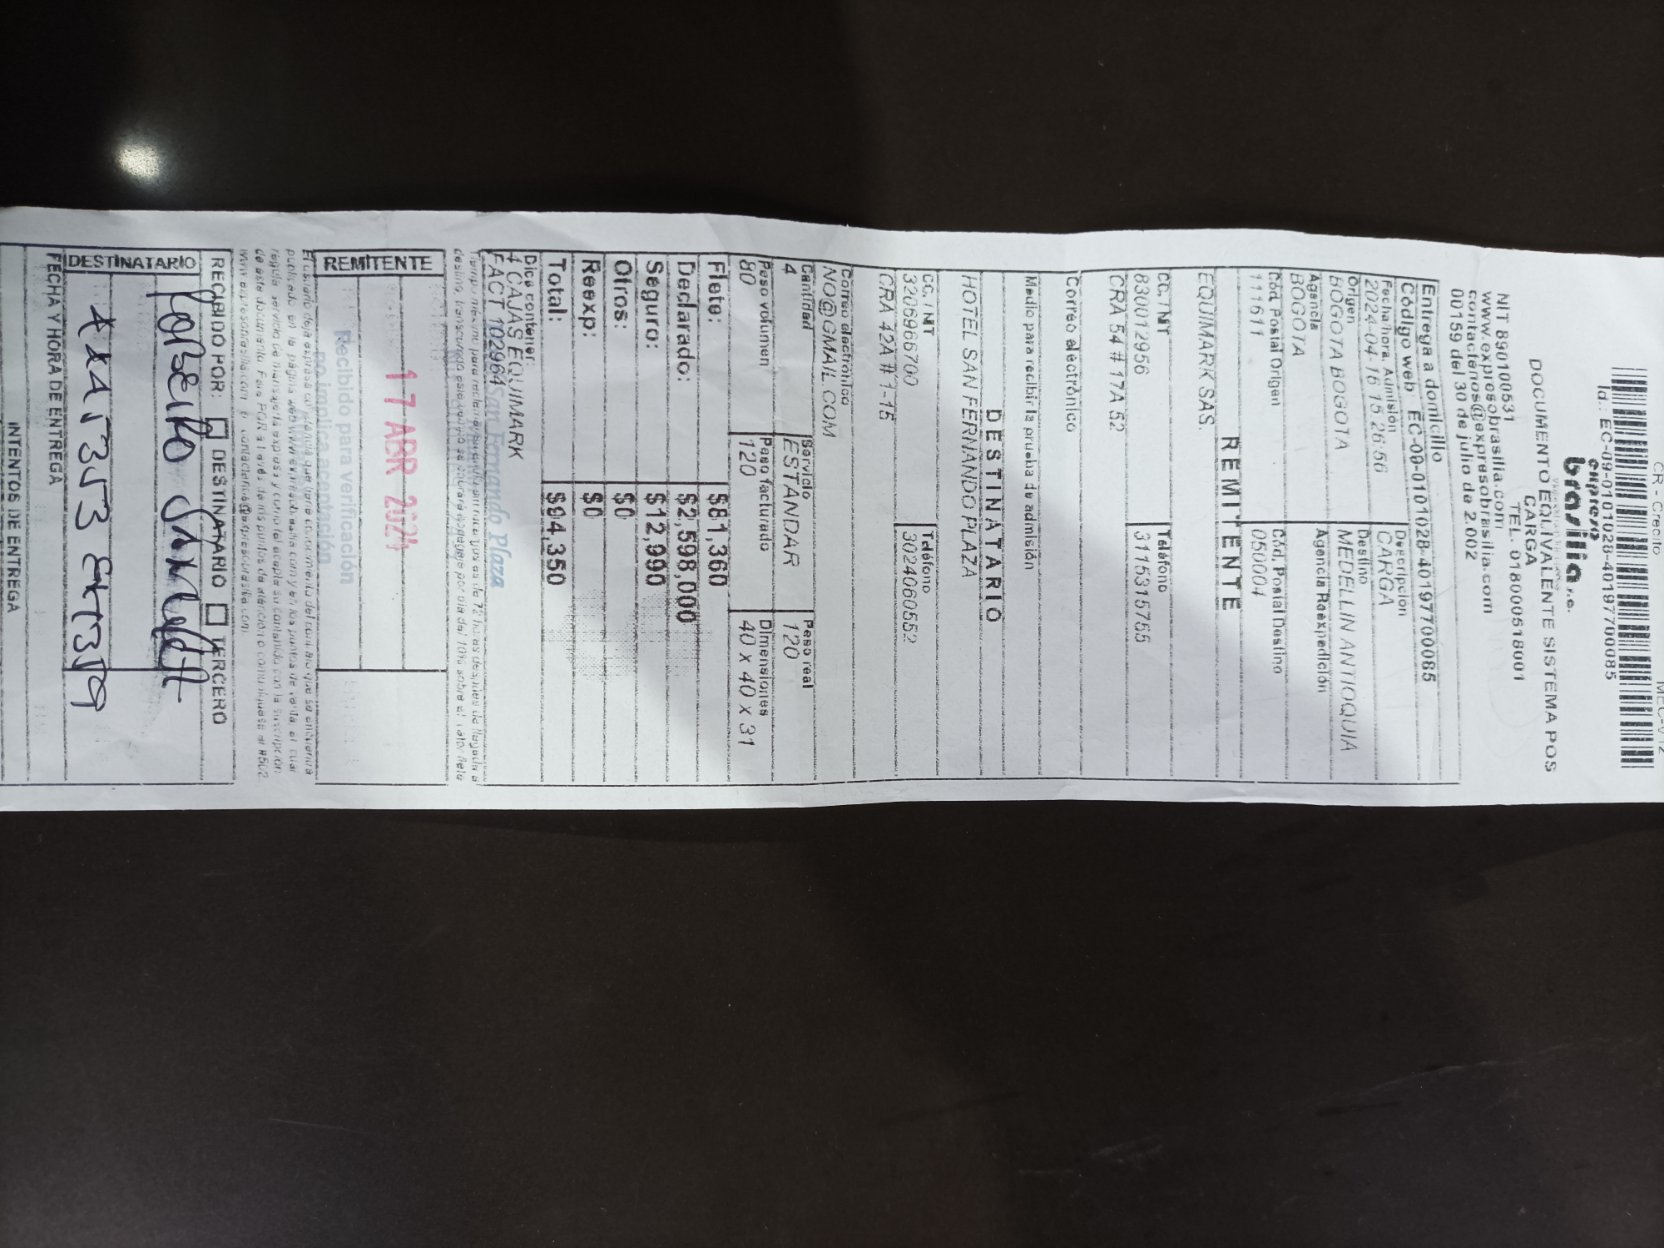 CR - Credito
Id.: EC-09-0101028-40197700085
expreso
brasilia s.a.
DOCUMENTO EQUIVALENTE SISTEMA POS
CARGA
TEL. 018000518001
NIT 890100531
www.expresobrasilia.com
contactenos@expresobrasilia.com
00159 del 30 de julio de 2.002
Entrega a domicilio
Código web EC-09-0101028-40197700085
Fecha/hora. Admisión Descripción
2024-04-16 15:26:56 CARGA
Origen Destino
BOGOTA BOGOTA MEDELLIN ANTIOQUIA
Agencia Agencia Reexpedición
BOGOTA
Cód. Postal Origen Cód. Postal Destino
111611 050004
REMITENTE
EQUIMARK SAS.
CC. / NIT Teléfono
830012956 3115315755
CRA 54 # 17A 52
Correo eléctrónico
Medio para recibir la prueba de admisión
DESTINATARIO
HOTEL SAN FERNANDO PLAZA
CC. / NIT Teléfono
3206966700 3024060552
CRA 42A # 1-15
Correo eléctrónico
NO@GMAIL.COM
Cantidad Servicio Peso real
4 ESTANDAR 120
Peso volumen Peso facturado Dimensiones
80 120 40 x 40 x 31
Flete: $81,360
Declarado: $2,598,000
Seguro: $12,990
Otros: $0
Reexp: $0
Total: $94,350
Dice contener:
4 CAJAS EQUIMARK
FACT 102964
San Fernando Plaza
REMITENTE
17 ABR 2024
Recibido para verificación
no implica aceptación
RECIBIDO POR: DESTINATARIO TERCERO
DESTINATARIO
FECHA Y HORA DE ENTREGA
INTENTOS DE ENTREGA